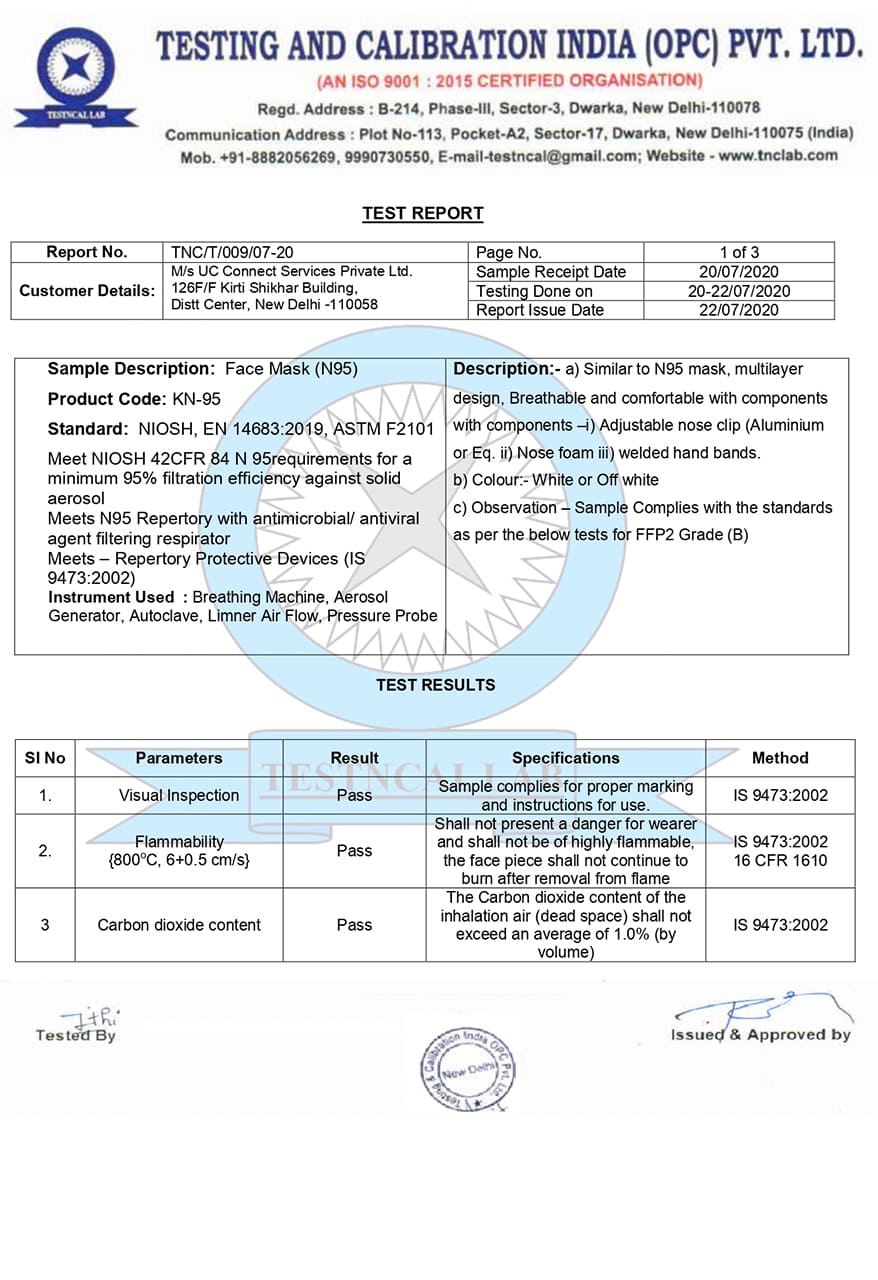 TESTING AND CALIBRATION INDIA (OPC) PVT. LTD.
(AN ISO 9001 : 2015 CERTIFIED ORGANISATION)
TESTNCAL LAB
Regd. Address : B-214, Phase-III, Sector-3, Dwarka, New Delhi-110078
Communication Address : Plot No-113, Pocket-A2, Sector-17, Dwarka, New Delhi-110075 (India)
Mob. +91-8882056269, 9990730550, E-mail-testncal@gmail.com; Website - www.tnclab.com
TEST REPORT
Report No. TNC/T/009/07-20 Page No. 1 of 3
Customer Details: M/s UC Connect Services Private Ltd.
126F/F Kirti Shikhar Building,
Distt Center, New Delhi -110058
Sample Receipt Date 20/07/2020
Testing Done on 20-22/07/2020
Report Issue Date 22/07/2020
Sample Description: Face Mask (N95)
Product Code: KN-95
Standard: NIOSH, EN 14683:2019, ASTM F2101
Meet NIOSH 42CFR 84 N 95requirements for a
minimum 95% filtration efficiency against solid
aerosol
Meets N95 Repertory with antimicrobial/ antiviral
agent filtering respirator
Meets – Repertory Protective Devices (IS
9473:2002)
Instrument Used : Breathing Machine, Aerosol
Generator, Autoclave, Limner Air Flow, Pressure Probe
Description:- a) Similar to N95 mask, multilayer
design, Breathable and comfortable with components
with components –i) Adjustable nose clip (Aluminium
or Eq. ii) Nose foam iii) welded hand bands.
b) Colour:- White or Off white
c) Observation – Sample Complies with the standards
as per the below tests for FFP2 Grade (B)
TEST RESULTS
TESTNCAL LAB
Sl No Parameters Result Specifications Method
1. Visual Inspection Pass Sample complies for proper marking
and instructions for use. IS 9473:2002
2. Flammability
{800°C, 6+0.5 cm/s} Pass Shall not present a danger for wearer
and shall not be of highly flammable,
the face piece shall not continue to
burn after removal from flame IS 9473:2002
16 CFR 1610
3 Carbon dioxide content Pass The Carbon dioxide content of the
inhalation air (dead space) shall not
exceed an average of 1.0% (by
volume) IS 9473:2002
Tested By
Testing & Calibration India OPC Pvt. Ltd.
New Delhi
Issued & Approved by